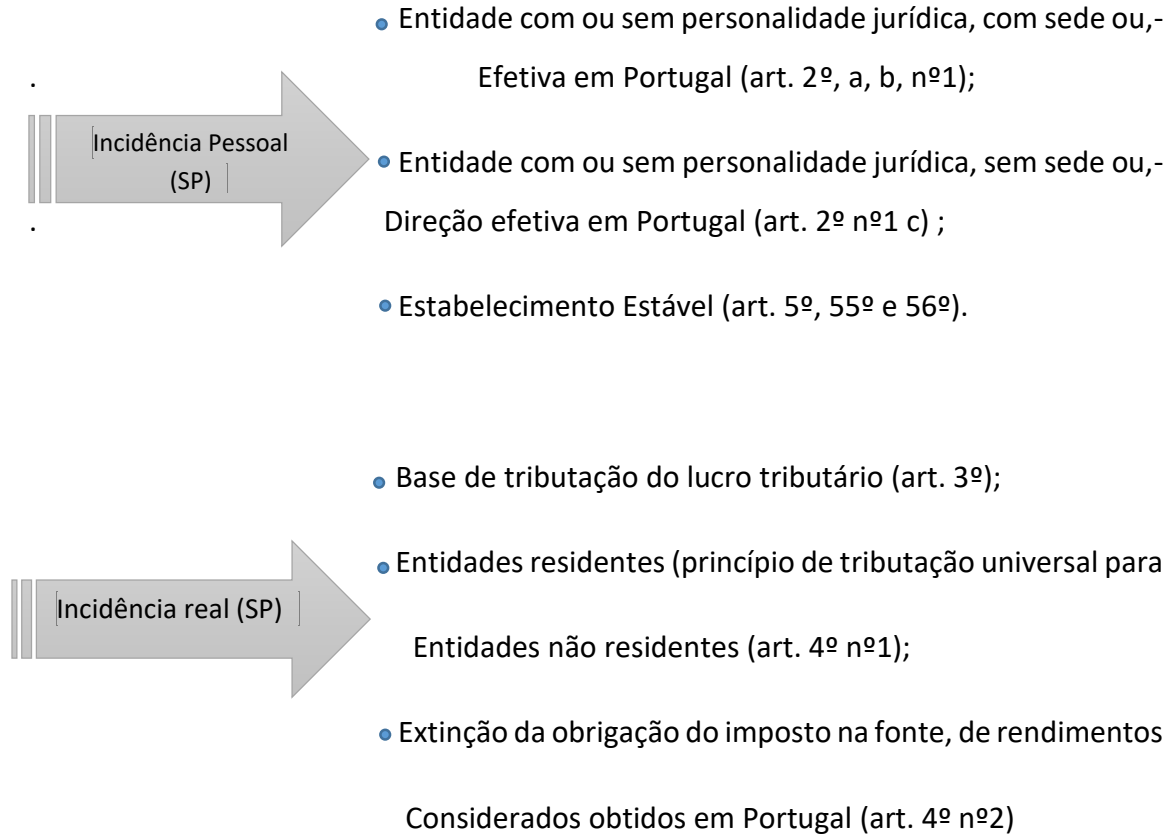 Entidade com ou sem personalidade jurídica, com sede ou,-
Efetiva em Portugal (art. 2º, a, b, nº1);
.
Incidência Pessoal
(SP)
.
Entidade com ou sem personalidade jurídica, sem sede ou,-
Direção efetiva em Portugal (art. 2º nº1 c) ;
Estabelecimento Estável (art. 5º, 55º e 56º).
Base de tributação do lucro tributário (art. 3º);
Incidência real (SP)
Entidades residentes (princípio de tributação universal para
Entidades não residentes (art. 4º nº1);
Extinção da obrigação do imposto na fonte, de rendimentos
Considerados obtidos em Portugal (art. 4º nº2)